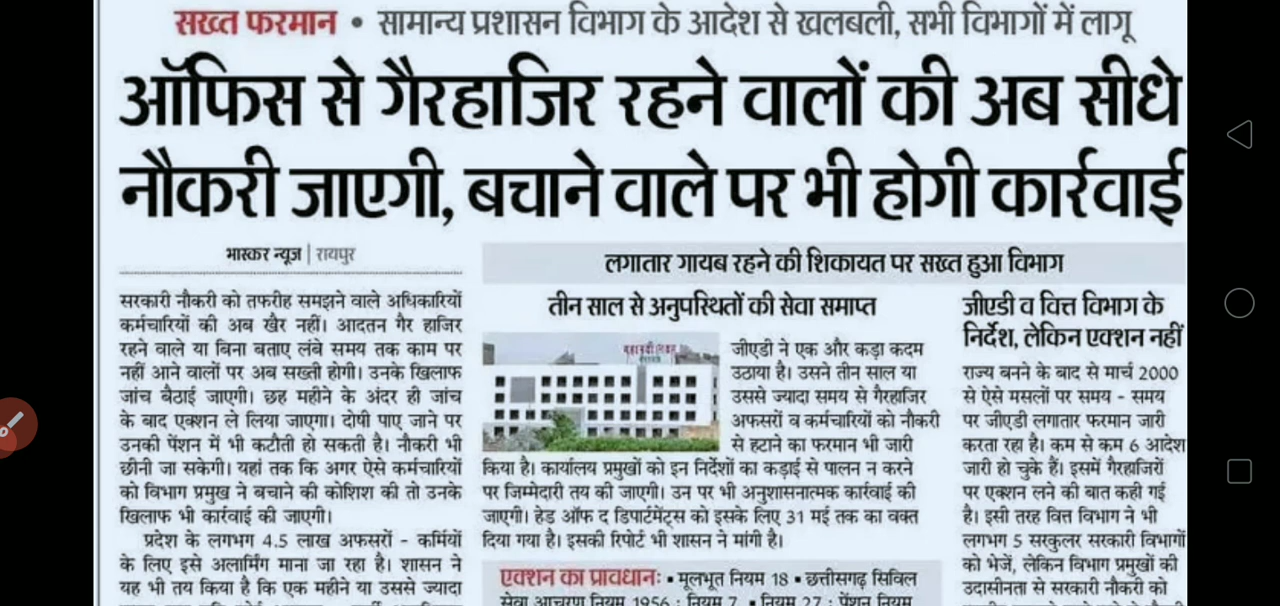 सख्त फरमान • सामान्य प्रशासन विभाग के आदेश से खलबली, सभी विभागों में लागू
ऑफिस से गैरहाजिर रहने वालों की अब सीधे
नौकरी जाएगी, बचाने वाले पर भी होगी कार्रवाई
भास्कर न्यूज | रायपुर
सरकारी नौकरी को तफरीह समझने वाले अधिकारियों
कर्मचारियों की अब खैर नहीं। आदतन गैर हाजिर
रहने वाले या बिना बताए लंबे समय तक काम पर
नहीं आने वालों पर अब सख्ती होगी। उनके खिलाफ
जांच बैठाई जाएगी। छह महीने के अंदर ही जांच
के बाद एक्शन ले लिया जाएगा। दोषी पाए जाने पर
उनकी पेंशन में भी कटौती हो सकती है। नौकरी भी
छीनी जा सकेगी। यहां तक कि अगर ऐसे कर्मचारियों
को विभाग प्रमुख ने बचाने की कोशिश की तो उनके
खिलाफ भी कार्रवाई की जाएगी।
प्रदेश के लगभग 4.5 लाख अफसरों - कर्मियों
के लिए इसे अलार्मिंग माना जा रहा है। शासन ने
यह भी तय किया है कि एक महीने या उससे ज्यादा
लगातार गायब रहने की शिकायत पर सख्त हुआ विभाग
तीन साल से अनुपस्थितों की सेवा समाप्त
जीएडी ने एक और कड़ा कदम
उठाया है। उसने तीन साल या
उससे ज्यादा समय से गैरहाजिर
अफसरों व कर्मचारियों को नौकरी
से हटाने का फरमान भी जारी
किया है। कार्यालय प्रमुखों को इन निर्देशों का कड़ाई से पालन न करने
पर जिम्मेदारी तय की जाएगी। उन पर भी अनुशासनात्मक कार्रवाई की
जाएगी। हेड ऑफ द डिपार्टमेंट्स को इसके लिए 31 मई तक का वक्त
दिया गया है। इसकी रिपोर्ट भी शासन ने मांगी है।
एक्शन का प्रावधान: • मूलभूत नियम 18 • छत्तीसगढ़ सिविल
सेवा आचरण नियम 1956 : नियम 7 • नियम 27 : पेंशन नियम
जीएडी व वित्त विभाग के
निर्देश, लेकिन एक्शन नहीं
राज्य बनने के बाद से मार्च 2000
से ऐसे मसलों पर समय - समय
पर जीएडी लगातार फरमान जारी
करता रहा है। कम से कम 6 आदेश
जारी हो चुके हैं। इसमें गैरहाजिरों
पर एक्शन लेने की बात कही गई
है। इसी तरह वित्त विभाग ने भी
लगभग 5 सरकुलर सरकारी विभागों
को भेजें, लेकिन विभाग प्रमुखों की
उदासीनता से सरकारी नौकरी को